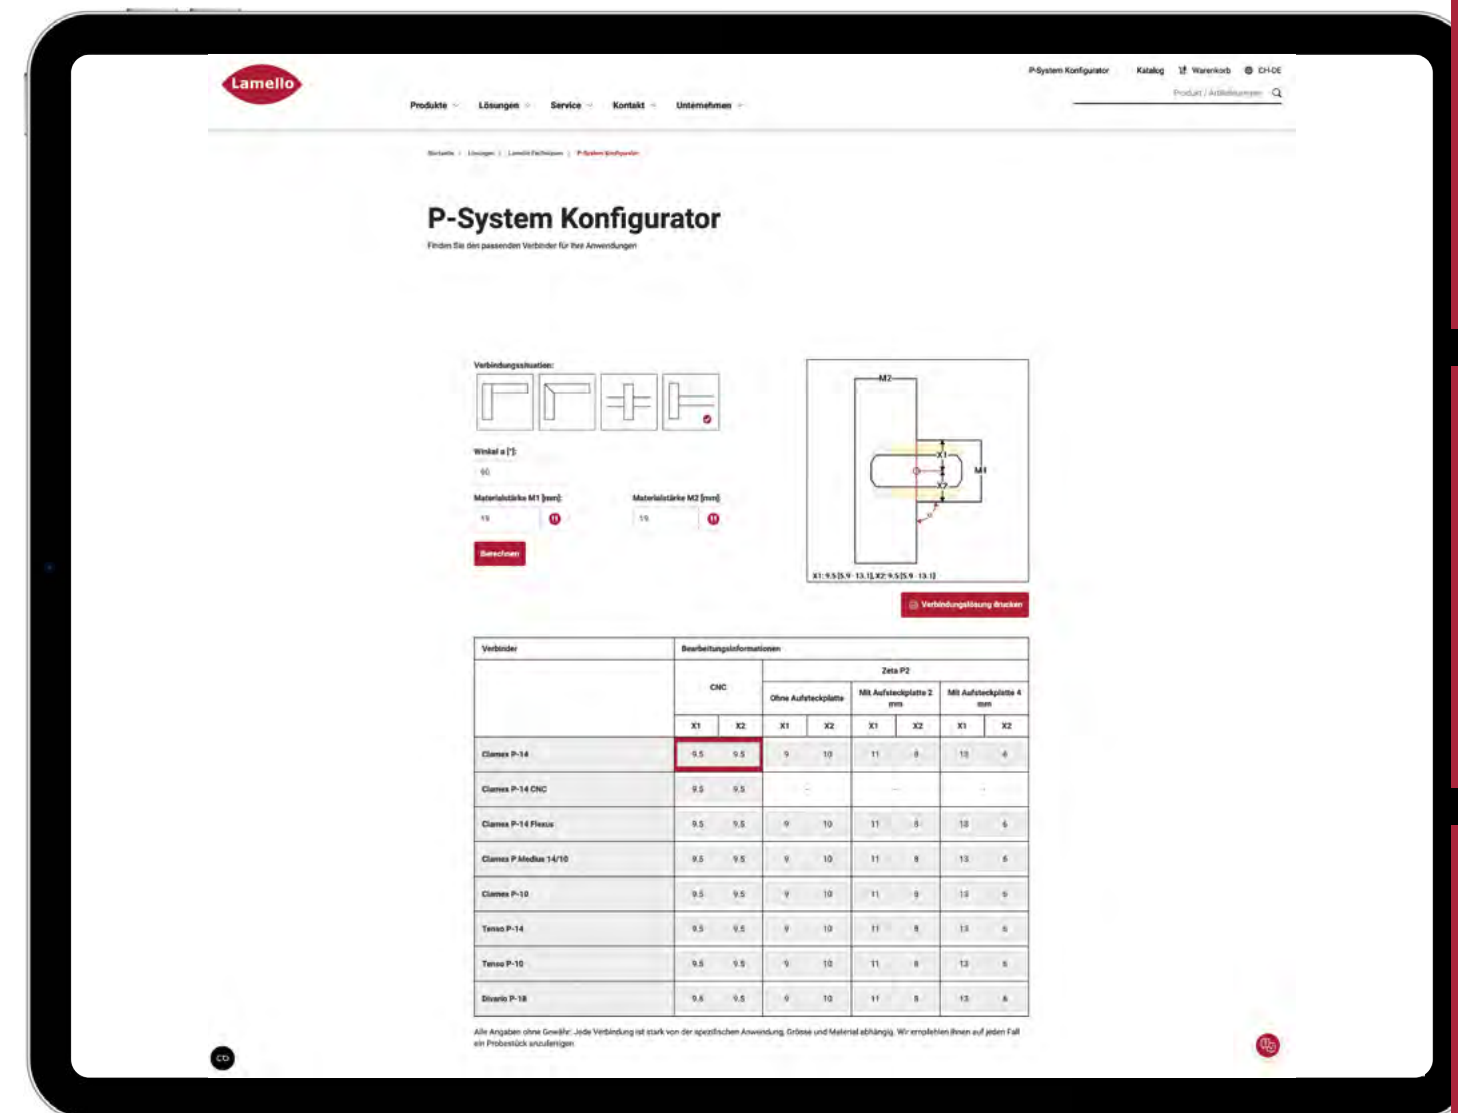 Lamello
P-System Konfigurator Katalog Warenkorb CH-DE
Produkt / Artikelnummer
Produkte Lösungen Service Kontakt Unternehmen
Startseite | Lösungen | Lamello Techniken | P-System Konfigurator
P-System Konfigurator
Finden Sie den passenden Verbinder für Ihre Anwendungen
Verbindungssituation:
Winkel a [°]:
90
Materialstärke M1 [mm]: Materialstärke M2 [mm]:
19 19
Berechnen
M2
X1
M1
X2
X1: 9.5 [5.9 - 13.1], X2: 9.5 [5.9 - 13.1]
Verbindungslösung drucken
Verbinder Bearbeitungsinformationen
CNC Zeta P2
Ohne Aufsteckplatte Mit Aufsteckplatte 2 mm Mit Aufsteckplatte 4 mm
X1 X2 X1 X2 X1 X2 X1 X2
Clamex P-14 9.5 9.5 9 10 11 8 13 6
Clamex P-14 CNC 9.5 9.5 - - -
Clamex P-14 Flexus 9.5 9.5 9 10 11 8 13 6
Clamex P Medius 14/10 9.5 9.5 9 10 11 8 13 6
Clamex P-10 9.5 9.5 9 10 11 8 13 6
Tenso P-14 9.5 9.5 9 10 11 8 13 6
Tenso P-10 9.5 9.5 9 10 11 8 13 6
Divario P-18 9.5 9.5 9 10 11 8 13 6
Alle Angaben ohne Gewähr: Jede Verbindung ist stark von der spezifischen Anwendung, Grösse und Material abhängig. Wir empfehlen Ihnen auf jeden Fall
ein Probestück anzufertigen